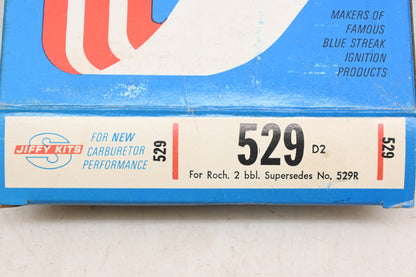 MAKERS OF
FAMOUS
BLUE STREAK
IGNITION
PRODUCTS
S
JIFFY KITS
FOR NEW
CARBURETOR
PERFORMANCE
529
529 D2
For Roch. 2 bbl. Supersedes No. 529R
529